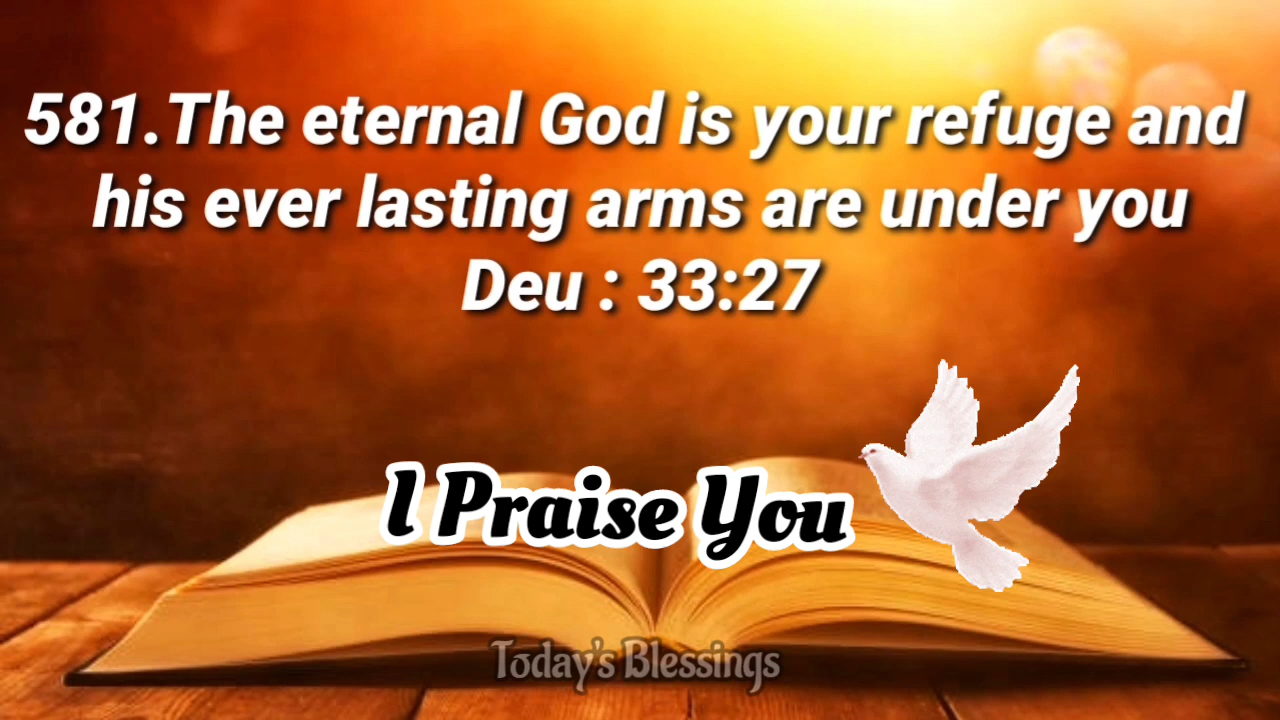 581.The eternal God is your refuge and
his ever lasting arms are under you
Deu : 33:27
I Praise You
Today's Blessings